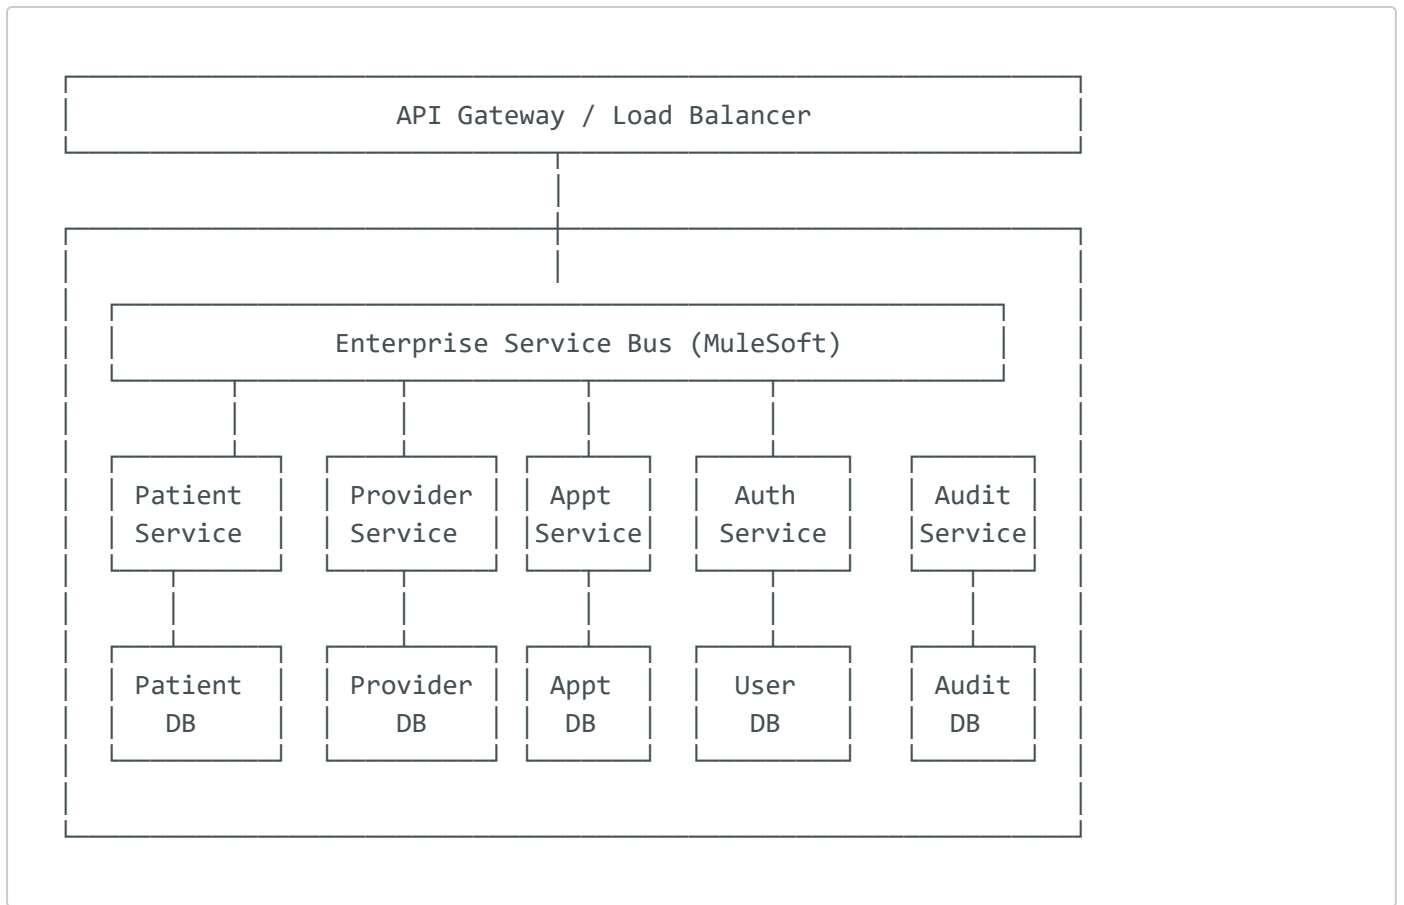 API Gateway / Load Balancer
Enterprise Service Bus (MuleSoft)
Patient Provider Appt Auth Audit
Service Service Service Service Service
Patient Provider Appt User Audit
DB DB DB DB DB